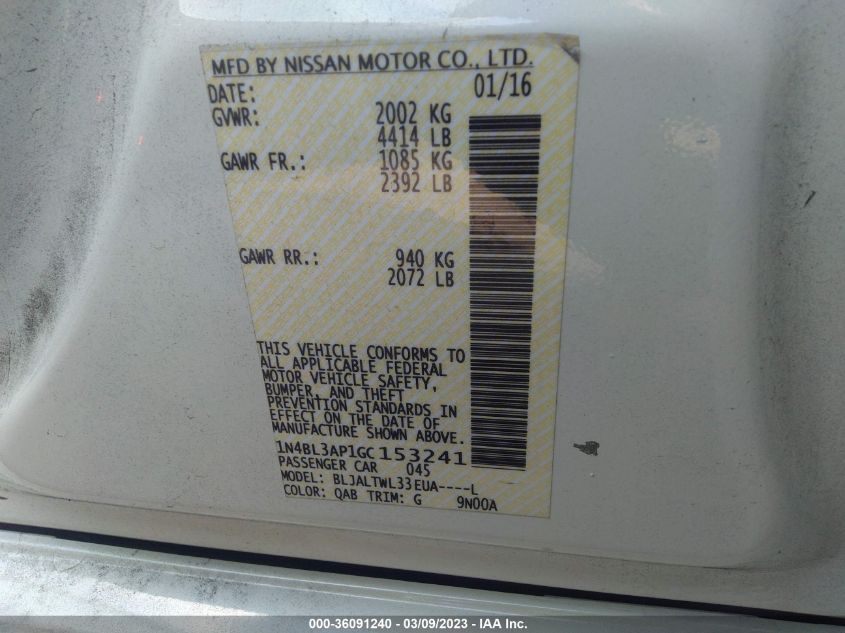 MFD BY NISSAN MOTOR CO., LTD.
DATE: 01/16
GVWR: 2002 KG
4414 LB
GAWR FR.: 1085 KG
2392 LB
GAWR RR.: 940 KG
2072 LB
THIS VEHICLE CONFORMS TO
ALL APPLICABLE FEDERAL
MOTOR VEHICLE SAFETY,
BUMPER, AND THEFT
PREVENTION STANDARDS IN
EFFECT ON THE DATE OF
MANUFACTURE SHOWN ABOVE.
1N4BL3AP1GC153241
PASSENGER CAR 045
MODEL: BLJALTWL33EUA----L
COLOR: QAB TRIM: G 9N00A
000-36091240 - 03/09/2023 - IAA Inc.